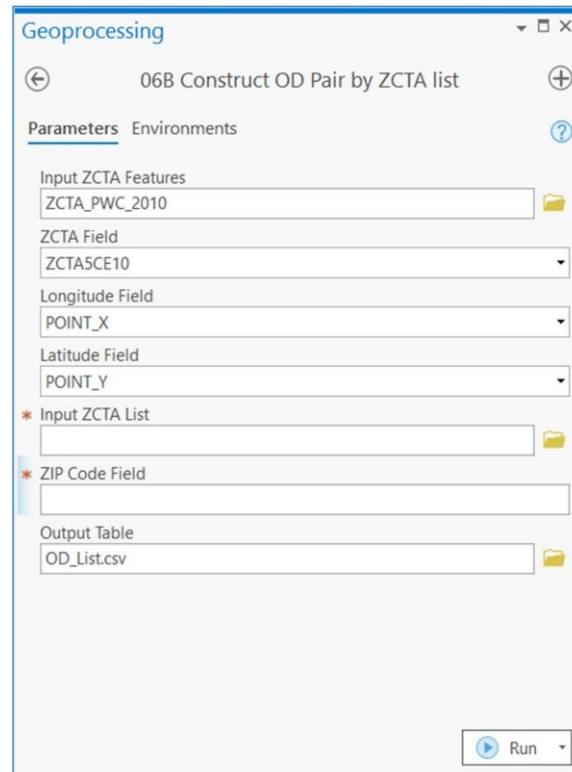 Geoprocessing
06B Construct OD Pair by ZCTA list
Parameters Environments
Input ZCTA Features
ZCTA_PWC_2010
ZCTA Field
ZCTA5CE10
Longitude Field
POINT_X
Latitude Field
POINT_Y
* Input ZCTA List
* ZIP Code Field
Output Table
OD_List.csv
Run